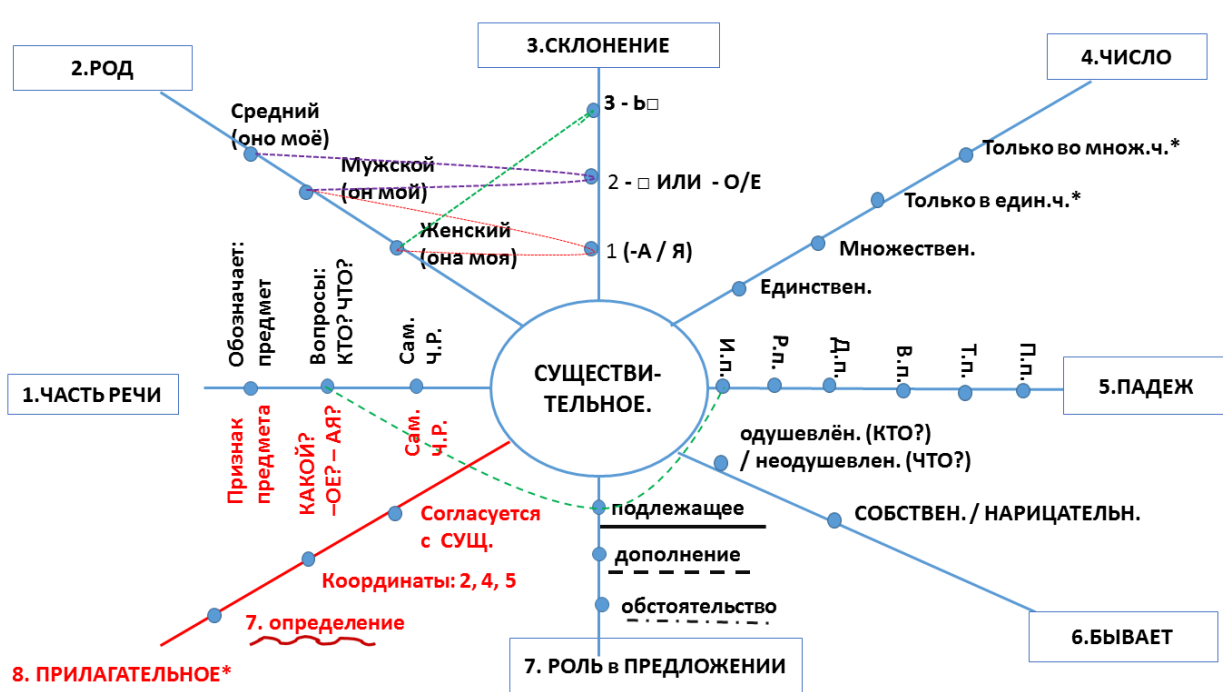 3.СКЛОНЕНИЕ
2.РОД
4.ЧИСЛО
Средний
(оно моё)
Мужской
(он мой)
Женский
(она моя)
3 - Ь□
2 - □ ИЛИ - О/Е
1 (-А / Я)
Только во множ.ч.*
Только в един.ч.*
Множествен.
Единствен.
Обозначает:
предмет
Вопросы:
КТО? ЧТО?
Сам.
Ч.Р.
СУЩЕСТВИ-
ТЕЛЬНОЕ.
И.п.
Р.п.
Д.п.
В.п.
Т.п.
П.п.
1.ЧАСТЬ РЕЧИ
5.ПАДЕЖ
Признак
предмета
КАКОЙ?
–ОЕ? – АЯ?
Сам.
Ч.Р.
одушевлён. (КТО?)
/ неодушевлен. (ЧТО?)
СОБСТВЕН. / НАРИЦАТЕЛЬН.
подлежащее
дополнение
обстоятельство
Согласуется
с СУЩ.
Координаты: 2, 4, 5
7. определение
6.БЫВАЕТ
7. РОЛЬ в ПРЕДЛОЖЕНИИ
8. ПРИЛАГАТЕЛЬНОЕ*